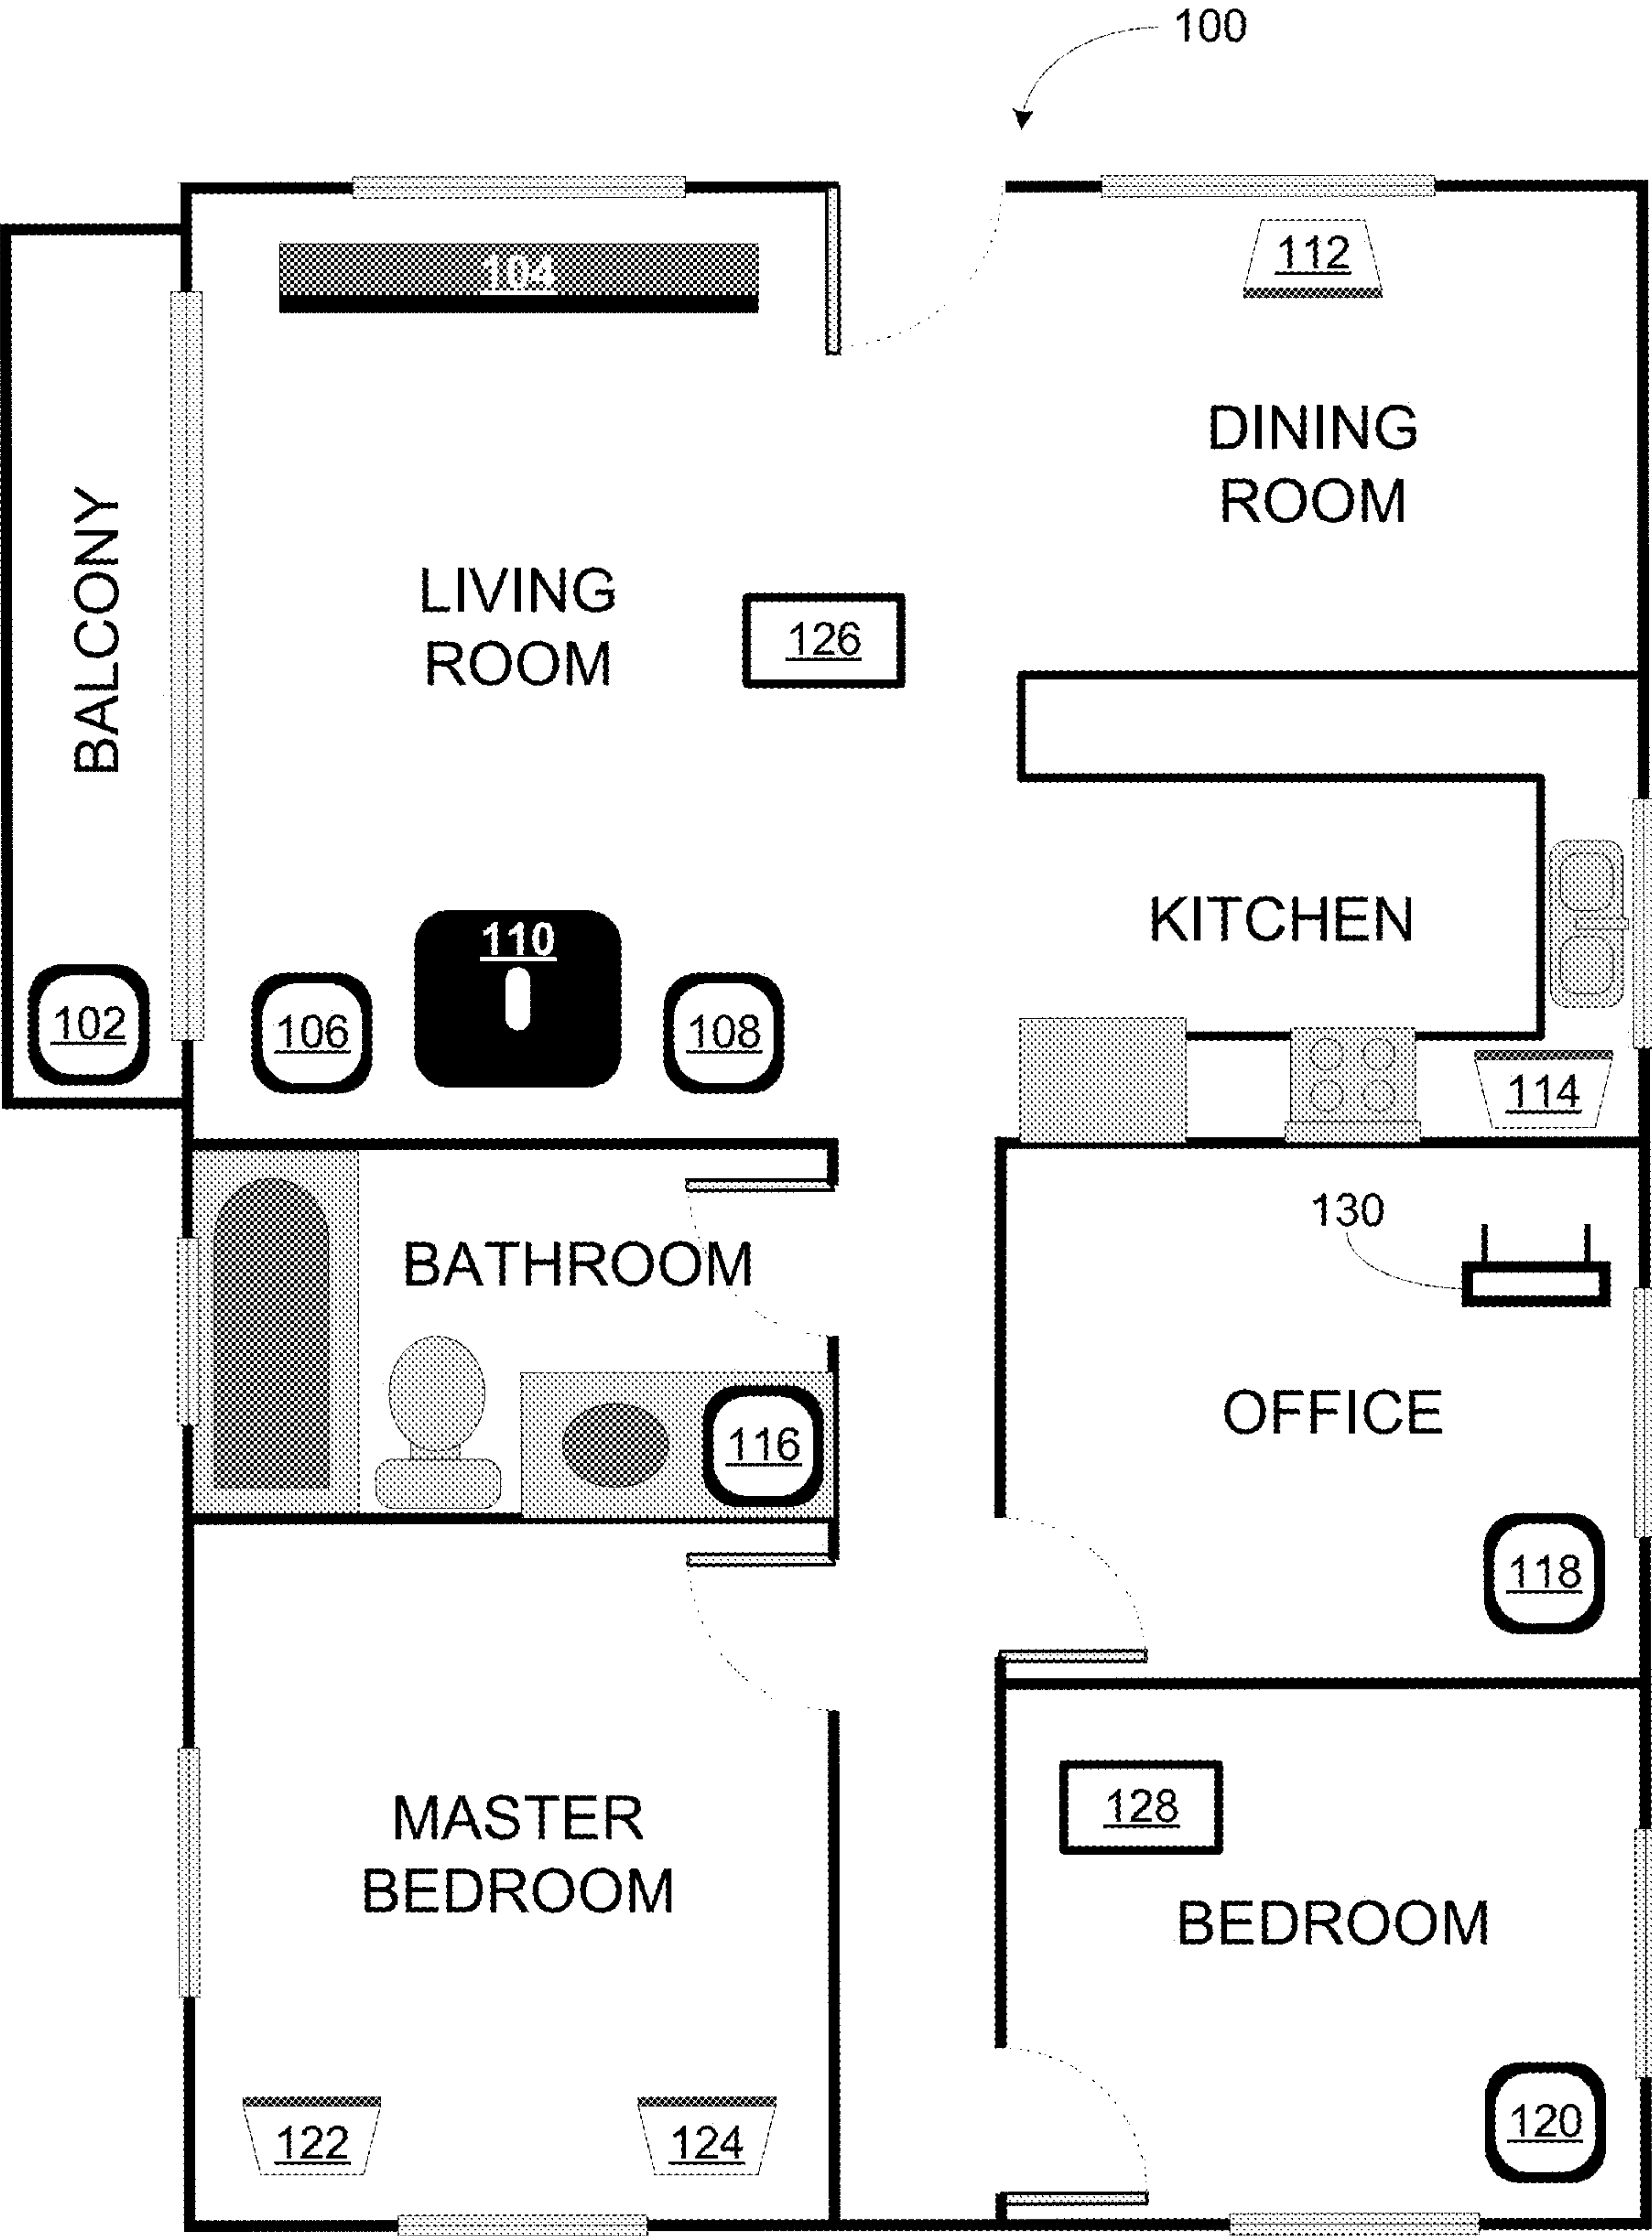 100
104
112
DINING
ROOM
BALCONY
LIVING
ROOM
126
KITCHEN
110
102
106
108
114
130
BATHROOM
OFFICE
116
118
128
MASTER
BEDROOM
BEDROOM
122
124
120